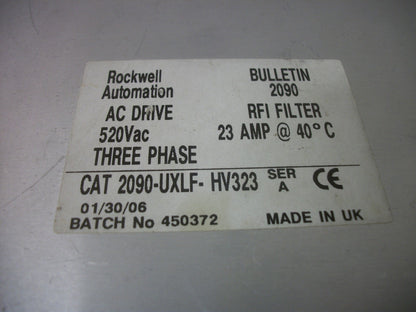 Rockwell Automation BULLETIN 2090
AC DRIVE RFI FILTER
520Vac 23 AMP @ 40°C
THREE PHASE
CAT 2090-UXLF- HV323 SER A CE
01/30/06
BATCH No 450372 MADE IN UK